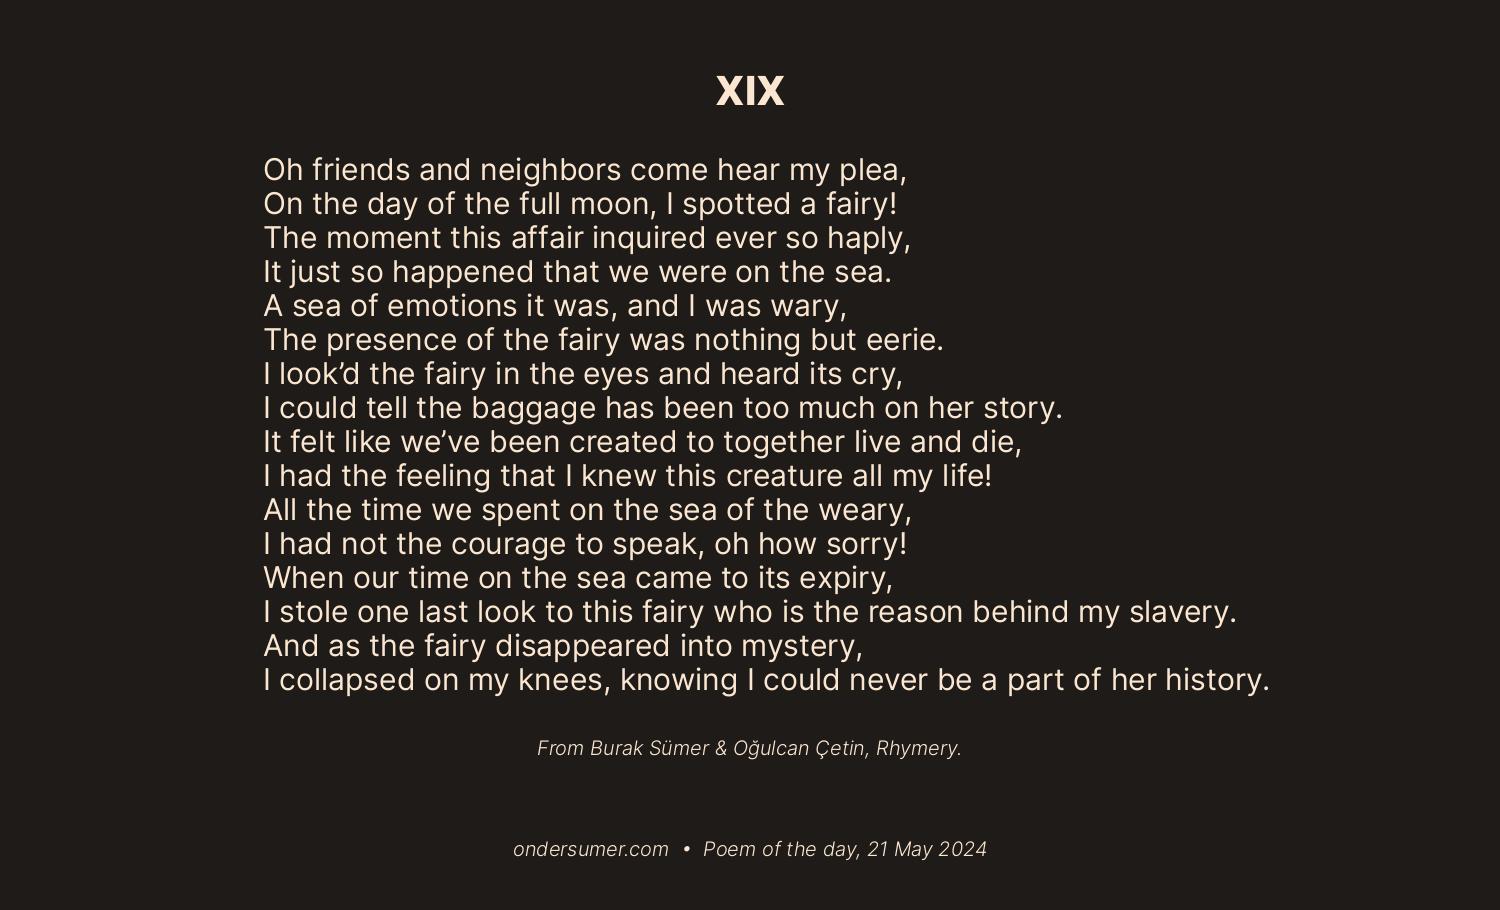 XIX
Oh friends and neighbors come hear my plea,
On the day of the full moon, I spotted a fairy!
The moment this affair inquired ever so haply,
It just so happened that we were on the sea.
A sea of emotions it was, and I was wary,
The presence of the fairy was nothing but eerie.
I look’d the fairy in the eyes and heard its cry,
I could tell the baggage has been too much on her story.
It felt like we’ve been created to together live and die,
I had the feeling that I knew this creature all my life!
All the time we spent on the sea of the weary,
I had not the courage to speak, oh how sorry!
When our time on the sea came to its expiry,
I stole one last look to this fairy who is the reason behind my slavery.
And as the fairy disappeared into mystery,
I collapsed on my knees, knowing I could never be a part of her history.
From Burak Sümer & Oğulcan Çetin, Rhymery.
ondersumer.com • Poem of the day, 21 May 2024